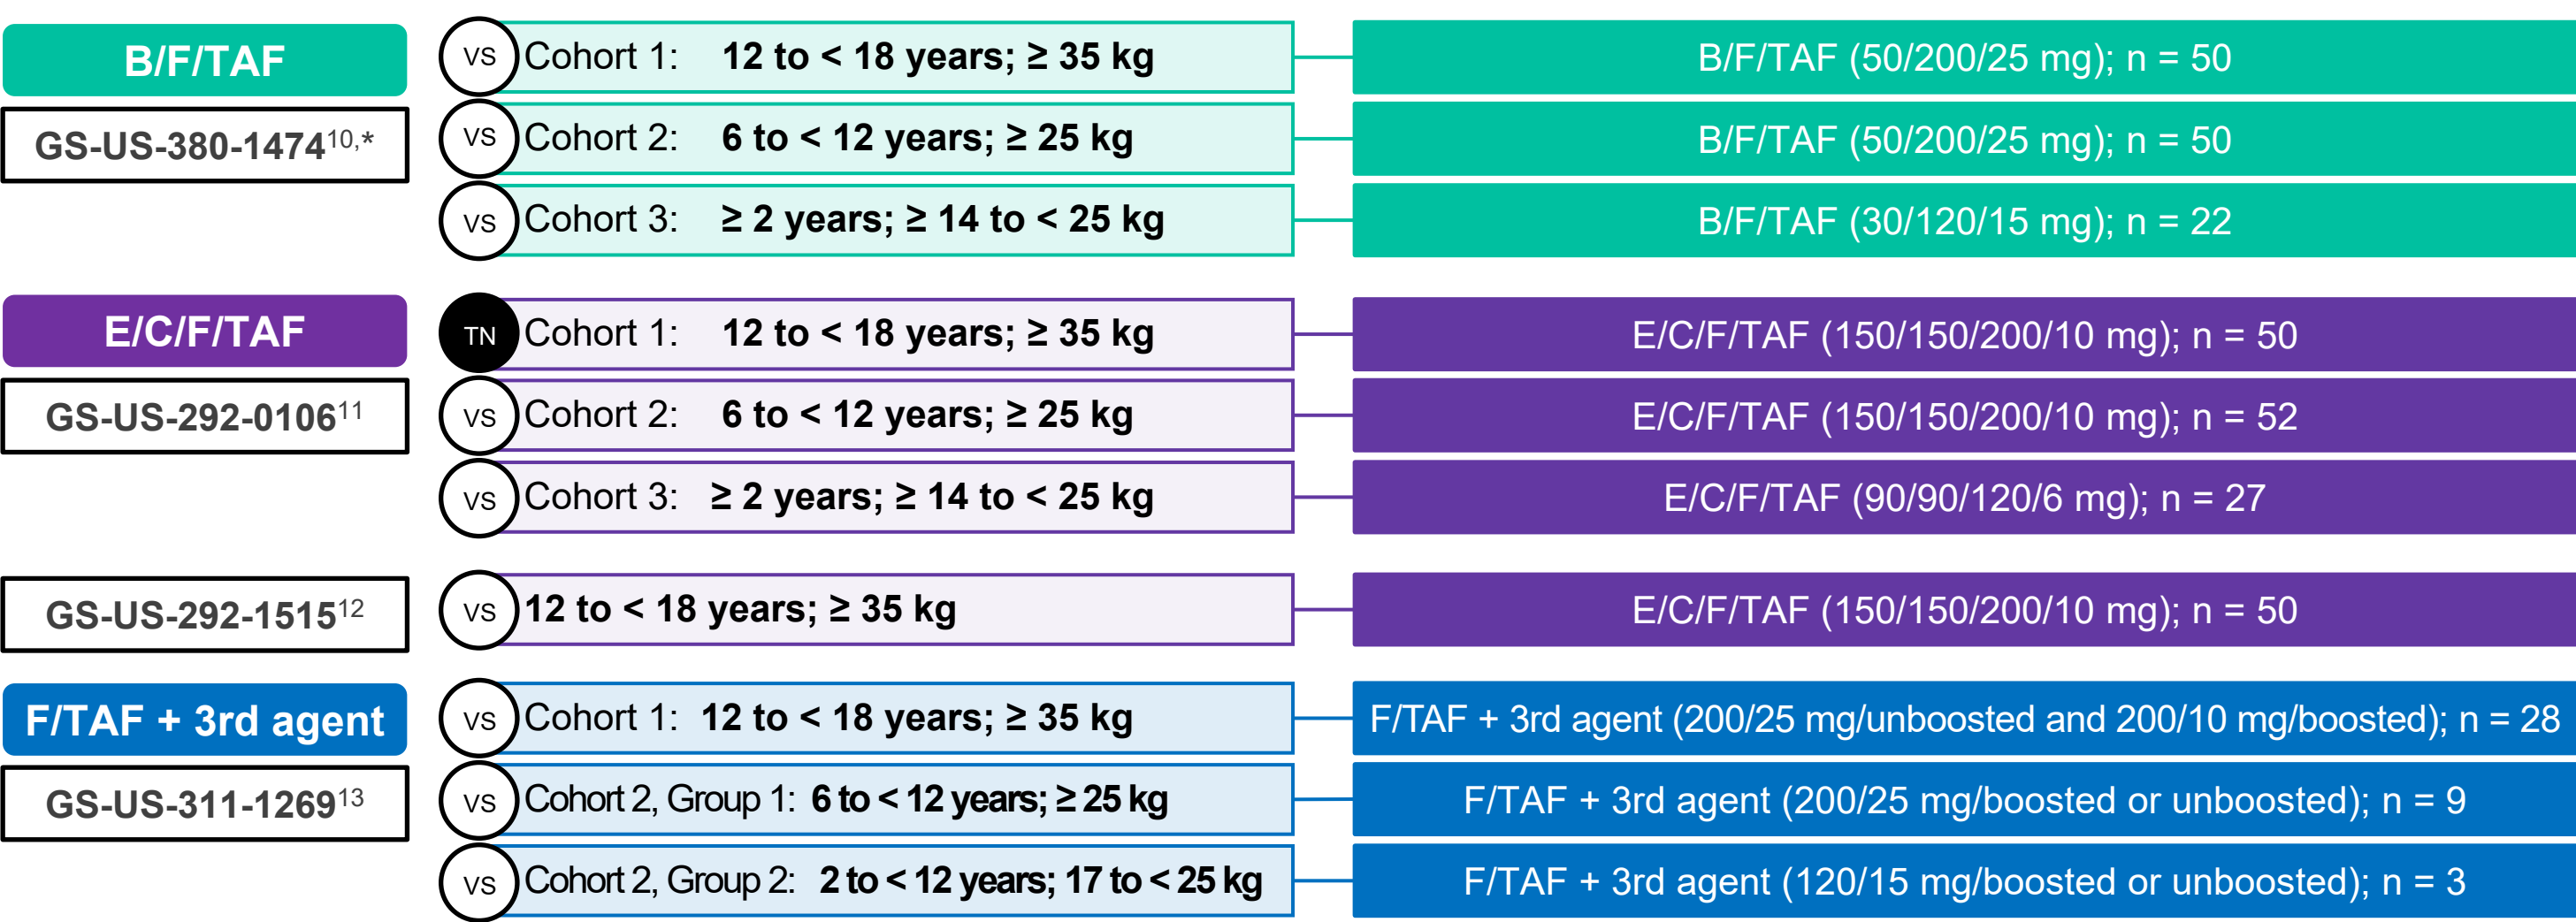 B/F/TAF
GS-US-380-147410,*
VS Cohort 1: 12 to < 18 years; ≥ 35 kg B/F/TAF (50/200/25 mg); n = 50
VS Cohort 2: 6 to < 12 years; ≥ 25 kg B/F/TAF (50/200/25 mg); n = 50
VS Cohort 3: ≥ 2 years; ≥ 14 to < 25 kg B/F/TAF (30/120/15 mg); n = 22
E/C/F/TAF
GS-US-292-010611
TN Cohort 1: 12 to < 18 years; ≥ 35 kg E/C/F/TAF (150/150/200/10 mg); n = 50
VS Cohort 2: 6 to < 12 years; ≥ 25 kg E/C/F/TAF (150/150/200/10 mg); n = 52
VS Cohort 3: ≥ 2 years; ≥ 14 to < 25 kg E/C/F/TAF (90/90/120/6 mg); n = 27
GS-US-292-151512
VS 12 to < 18 years; ≥ 35 kg E/C/F/TAF (150/150/200/10 mg); n = 50
F/TAF + 3rd agent
GS-US-311-126913
VS Cohort 1: 12 to < 18 years; ≥ 35 kg F/TAF + 3rd agent (200/25 mg/unboosted and 200/10 mg/boosted); n = 28
VS Cohort 2, Group 1: 6 to < 12 years; ≥ 25 kg F/TAF + 3rd agent (200/25 mg/boosted or unboosted); n = 9
VS Cohort 2, Group 2: 2 to < 12 years; 17 to < 25 kg F/TAF + 3rd agent (120/15 mg/boosted or unboosted); n = 3